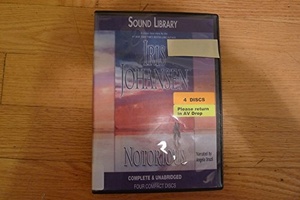 SOUND LIBRARY
IRIS
JOHANSEN
4 DISCS
Please return
in AV Drop
NOTORIOUS
COMPLETE & UNABRIDGED
FOUR COMPACT DISCS